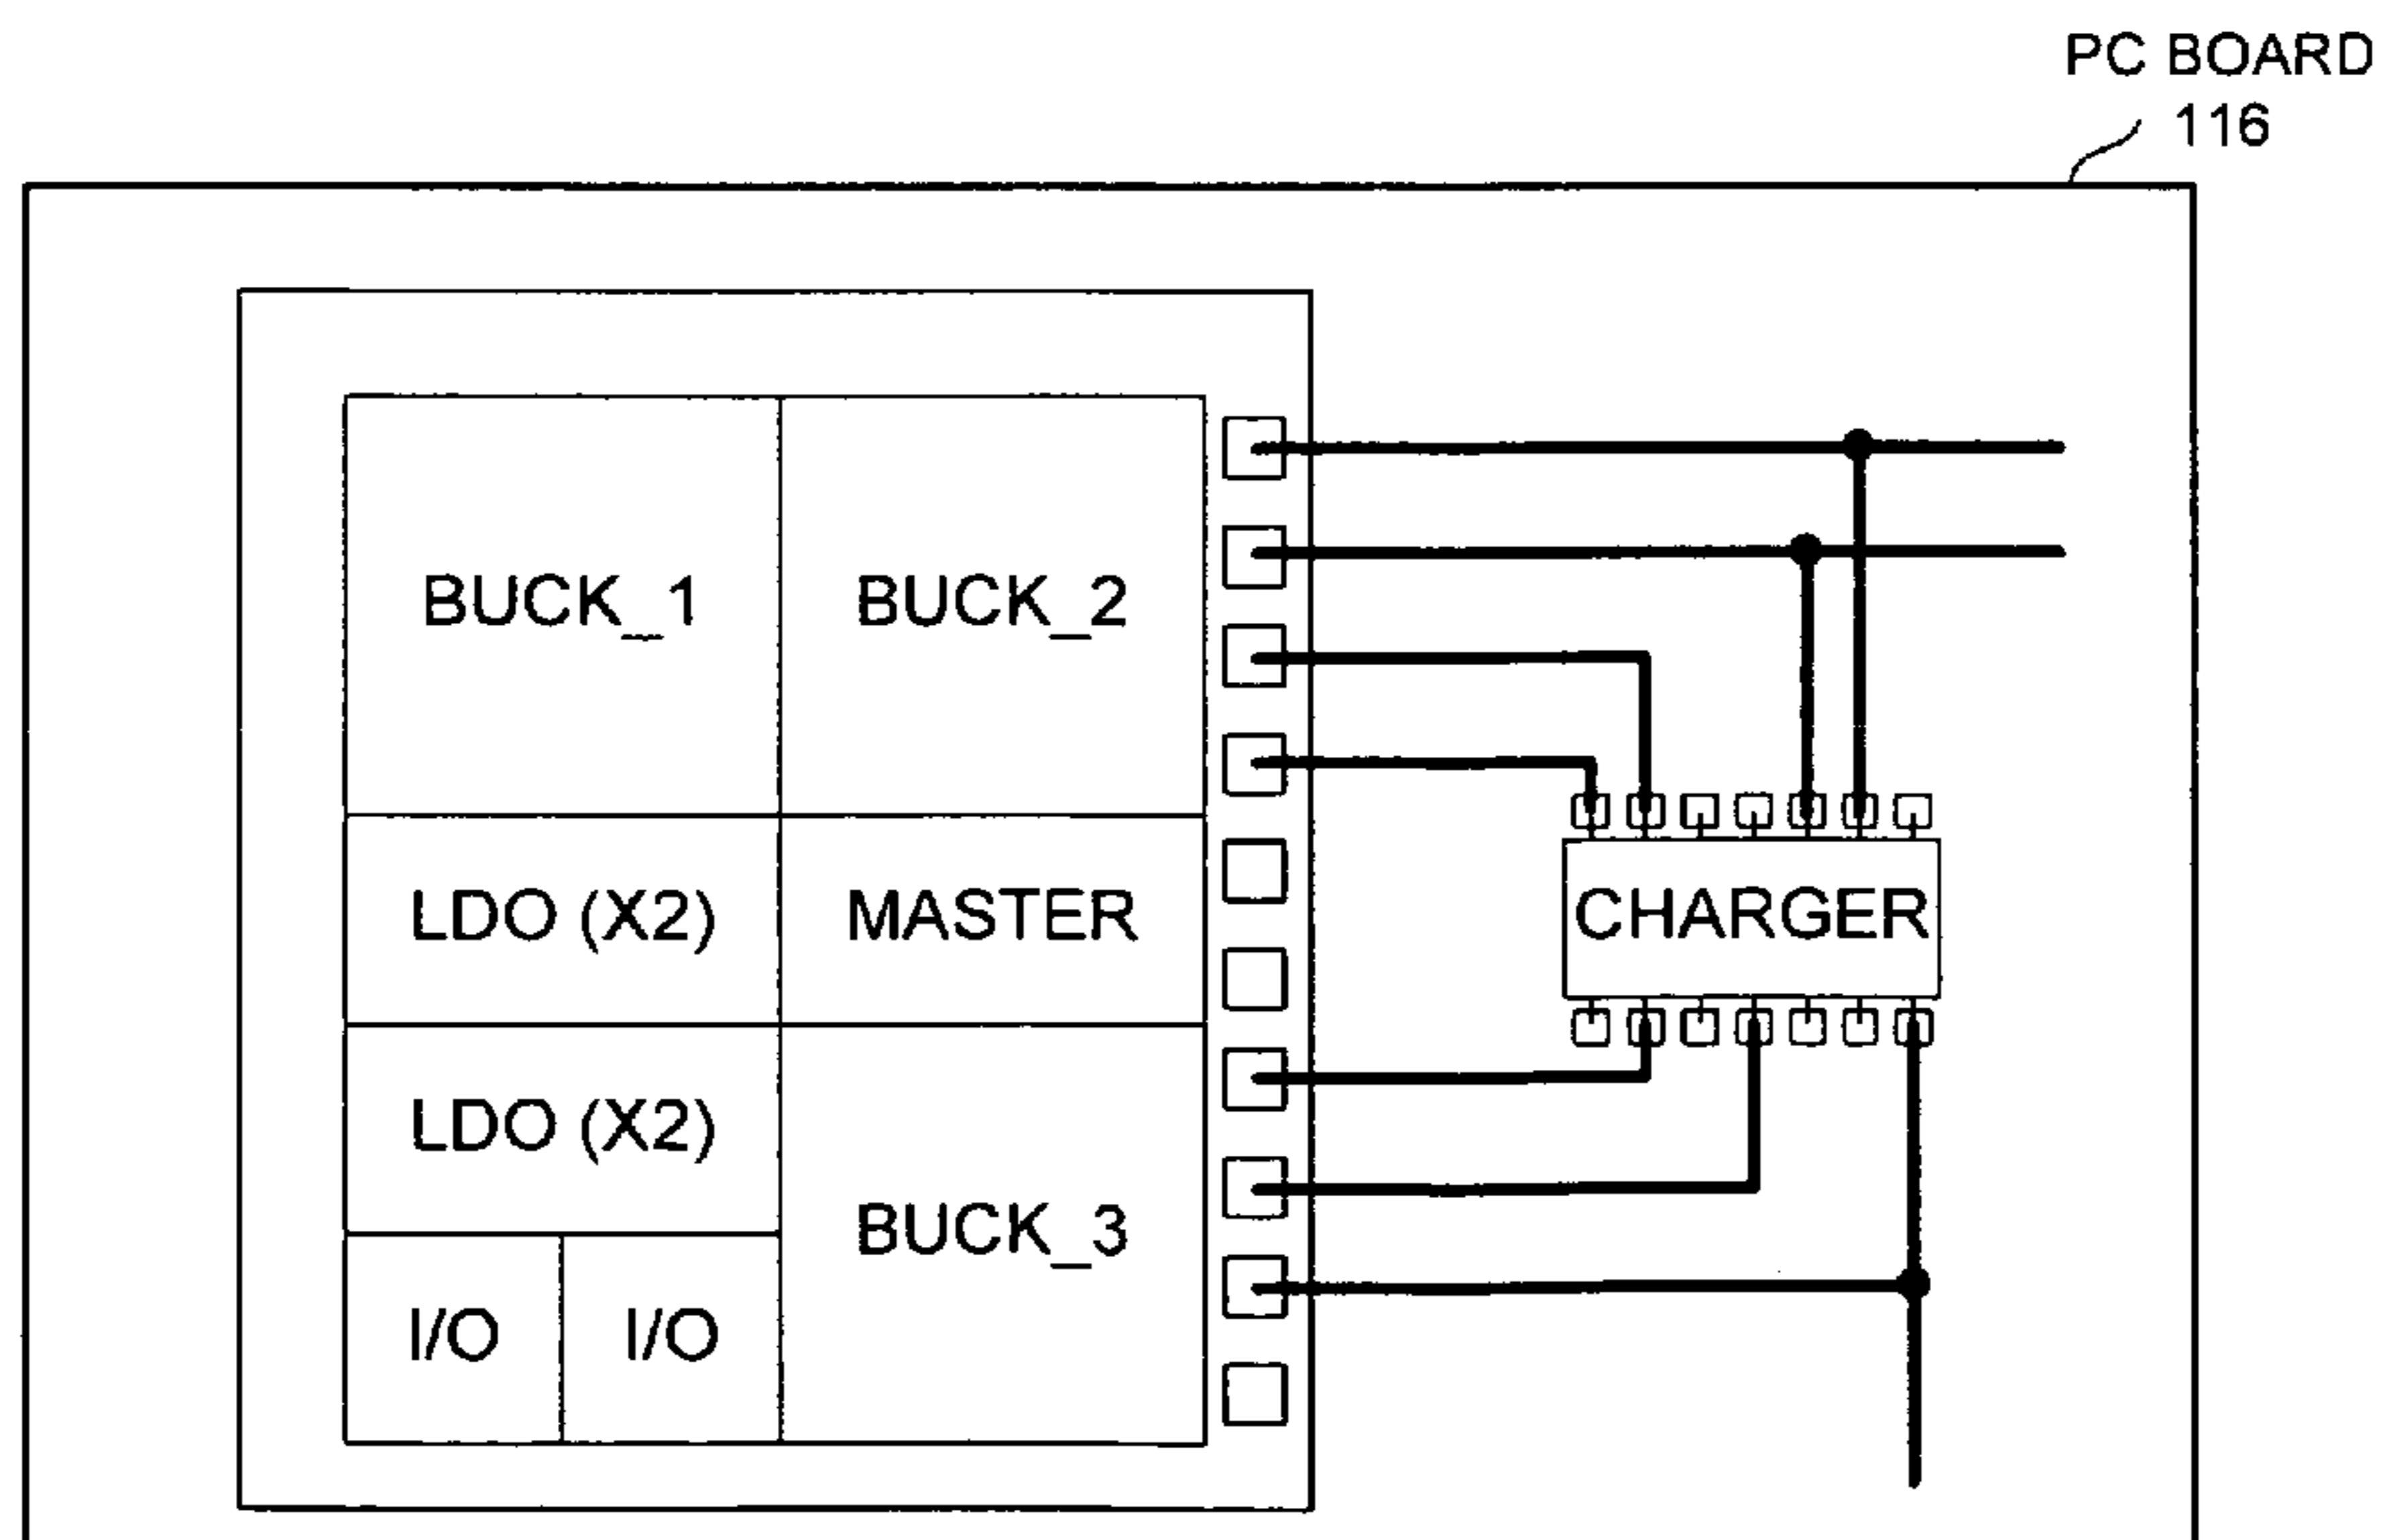 PC BOARD
116
BUCK_1
BUCK_2
LDO (X2)
MASTER
CHARGER
LDO (X2)
BUCK_3
I/O
I/O